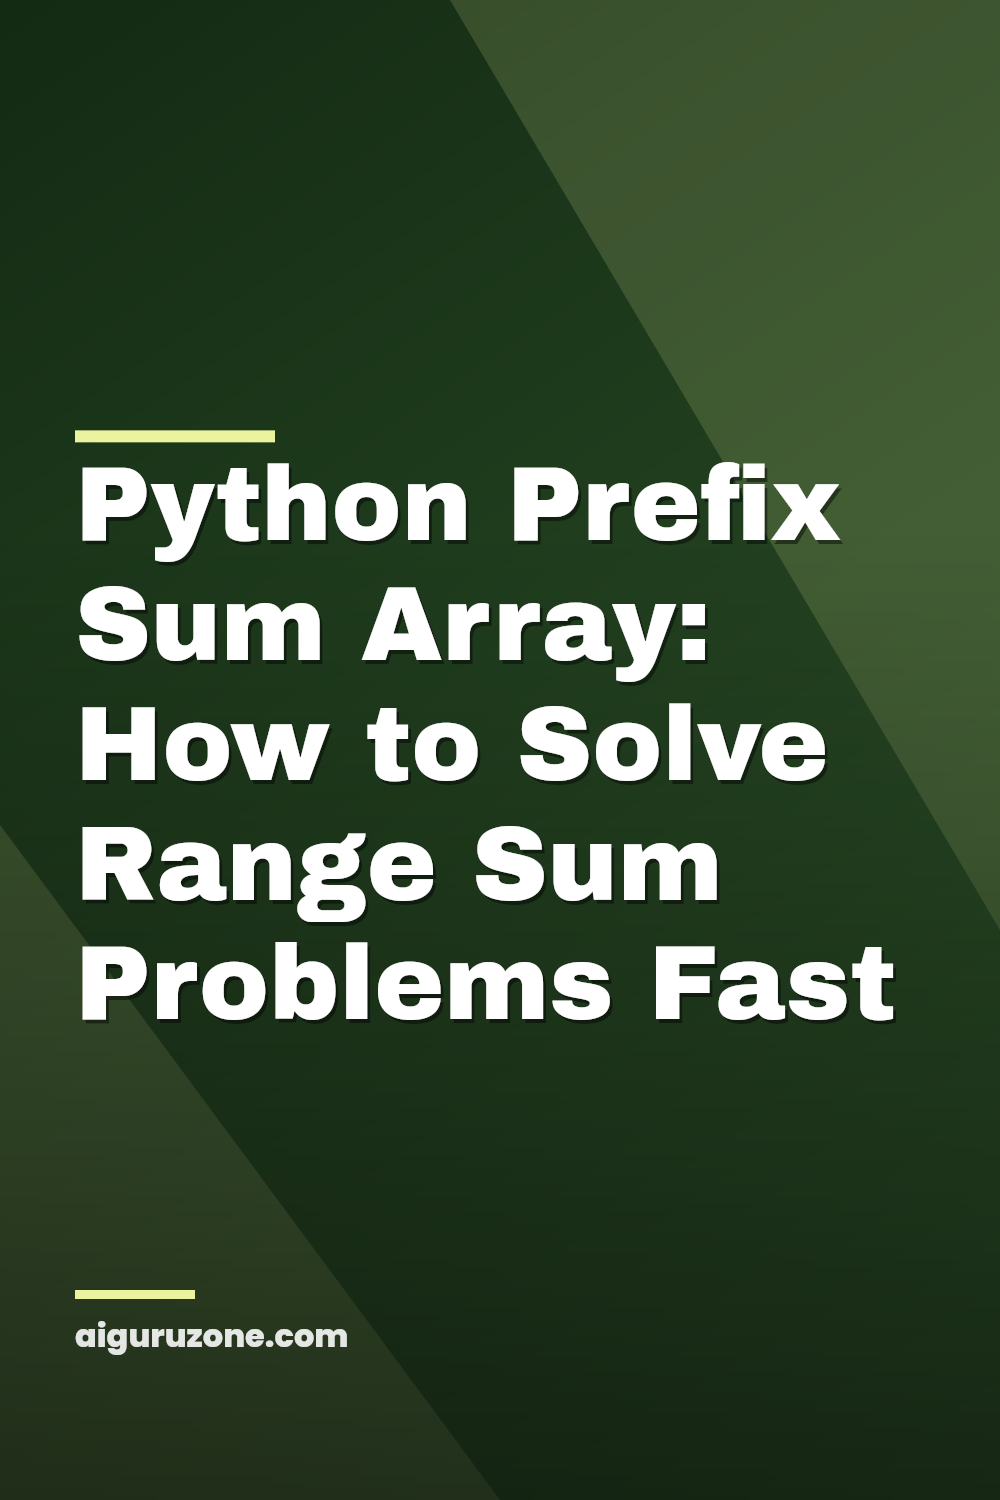 Python Prefix
Sum Array:
How to Solve
Range Sum
Problems Fast
aiguruzone.com